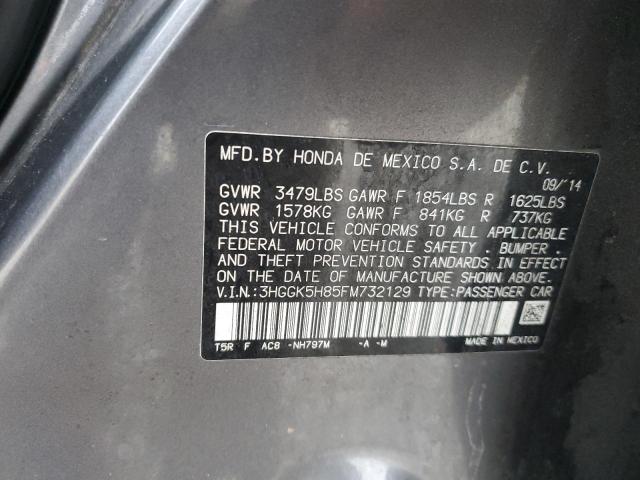 MFD.BY HONDA DE MEXICO S.A. DE C.V.
09/'14
GVWR 3479LBS GAWR F 1854LBS R 1625LBS
GVWR 1578KG GAWR F 841KG R 737KG
THIS VEHICLE CONFORMS TO ALL APPLICABLE
FEDERAL MOTOR VEHICLE SAFETY, BUMPER,
AND THEFT PREVENTION STANDARDS IN EFFECT
ON THE DATE OF MANUFACTURE SHOWN ABOVE.
V.I.N.:3HGGK5H85FM732129 TYPE:PASSENGER CAR
T5R F AC8 -NH797M -A -M MADE IN MEXICO